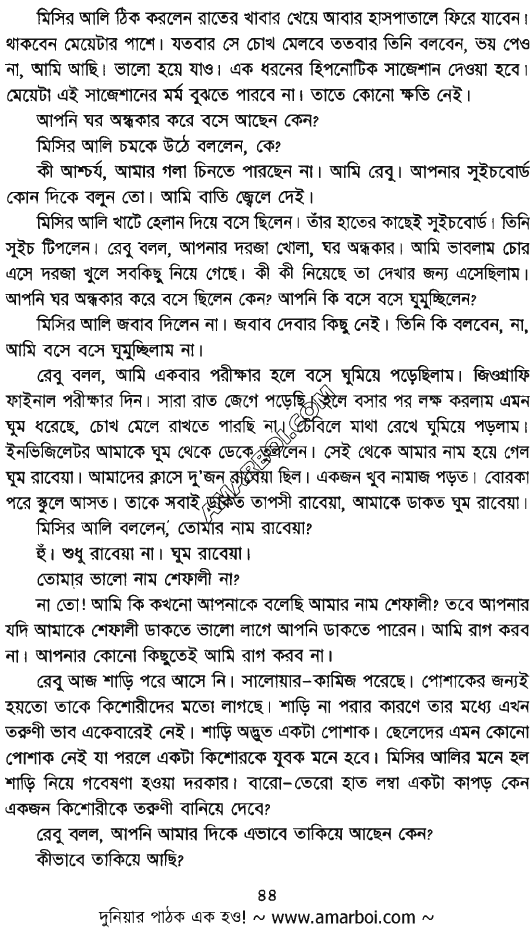 মিসির আলি ঠিক করলেন রাতের খাবার খেয়ে আবার হাসপাতালে ফিরে যাবেন।
থাকবেন মেয়েটার পাশে। যতবার সে চোখ মেলবে ততবার তিনি বলবেন, ভয় পেও
না, আমি আছি। ভালো হয়ে যাও। এক ধরনের হিপনোটিক সাজেশান দেওয়া হবে।
মেয়েটা এই সাজেশানের মর্ম বুঝতে পারবে না। তাতে কোনো ক্ষতি নেই।
আপনি ঘর অন্ধকার করে বসে আছেন কেন?
মিসির আলি চমকে উঠে বললেন, কে?
কী আশ্চর্য, আমার গলা চিনতে পারছেন না। আমি রেবু। আপনার সুইচবোর্ড
কোন দিকে বলুন তো। আমি বাতি জ্বেলে দেই।
মিসির আলি খাটে হেলান দিয়ে বসে ছিলেন। তাঁর হাতের কাছেই সুইচবোর্ড। তিনি
সুইচ টিপলেন। রেবু বলল, আপনার দরজা খোলা, ঘর অন্ধকার। আমি ভাবলাম চোর
এসে দরজা খুলে সবকিছু নিয়ে গেছে। কী কী নিয়েছে তা দেখার জন্য এসেছিলাম।
আপনি ঘর অন্ধকার করে বসে ছিলেন কেন? আপনি কি বসে বসে ঘুমুচ্ছিলেন?
মিসির আলি জবাব দিলেন না। জবাব দেবার কিছু নেই। তিনি কি বলবেন, না,
আমি বসে বসে ঘুমুচ্ছিলাম না।
রেবু বলল, আমি একবার পরীক্ষার হলে বসে ঘুমিয়ে পড়েছিলাম। জিওগ্রাফি
ফাইনাল পরীক্ষার দিন। সারা রাত জেগে পড়েছি। হলে বসার পর লক্ষ করলাম এমন
ঘুম ধরেছে, চোখ মেলে রাখতে পারছি না। টেবিলে মাথা রেখে ঘুমিয়ে পড়লাম।
ইনভিজিলেটর আমাকে ঘুম থেকে ডেকে তুললেন। সেই থেকে আমার নাম হয়ে গেল
ঘুম রাবেয়া। আমাদের ক্লাসে দু'জন রাবেয়া ছিল। একজন খুব নামাজ পড়ত। বোরকা
পরে স্কুলে আসত। তাকে সবাই ডাকত তাপসী রাবেয়া, আমাকে ডাকত ঘুম রাবেয়া।
মিসির আলি বললেন, তোমার নাম রাবেয়া?
হুঁ। শুধু রাবেয়া না। ঘুম রাবেয়া।
তোমার ভালো নাম শেফালী না?
না তো! আমি কি কখনো আপনাকে বলেছি আমার নাম শেফালী? তবে আপনার
যদি আমাকে শেফালী ডাকতে ভালো লাগে আপনি ডাকতে পারেন। আমি রাগ করব
না। আপনার কোনো কিছুতেই আমি রাগ করব না।
রেবু আজ শাড়ি পরে আসে নি। সালোয়ার-কামিজ পরেছে। পোশাকের জন্যই
হয়তো তাকে কিশোরীদের মতো লাগছে। শাড়ি না পরার কারণে তার মধ্যে এখন
তরুণী ভাব একেবারেই নেই। শাড়ি অদ্ভুত একটা পোশাক। ছেলেদের এমন কোনো
পোশাক নেই যা পরলে একটা কিশোরকে যুবক মনে হবে। মিসির আলির মনে হল
শাড়ি নিয়ে গবেষণা হওয়া দরকার। বারো-তেরো হাত লম্বা একটা কাপড় কেন
একজন কিশোরীকে তরুণী বানিয়ে দেবে?
রেবু বলল, আপনি আমার দিকে এভাবে তাকিয়ে আছেন কেন?
কীভাবে তাকিয়ে আছি?
AMARBOI.COM
৪৪
দুনিয়ার পাঠক এক হও! ~ www.amarboi.com ~